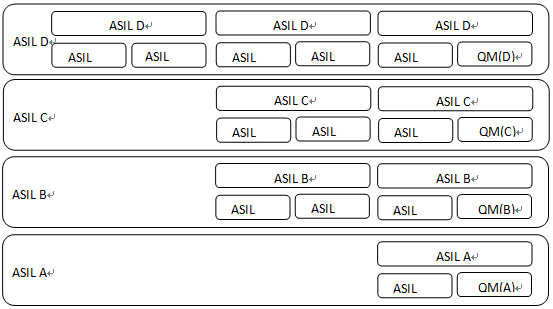 ASIL D ASIL D ASIL D
ASIL D
ASIL ASIL ASIL ASIL ASIL QM(D)
ASIL C ASIL C
ASIL C
ASIL ASIL ASIL QM(C)
ASIL B ASIL B
ASIL B
ASIL ASIL ASIL QM(B)
ASIL A
ASIL A
ASIL QM(A)